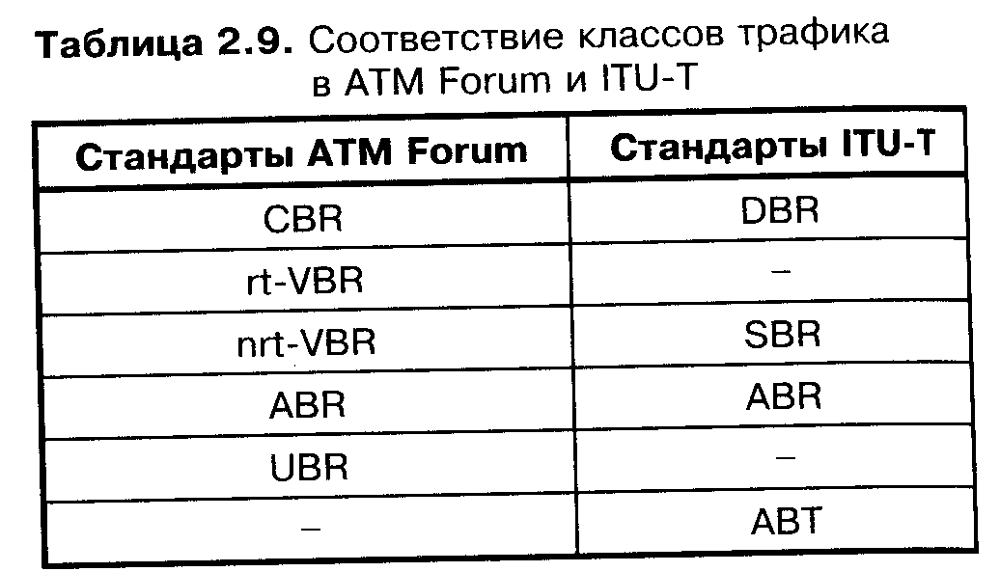 Таблица 2.9. Соответствие классов трафика
в ATM Forum и ITU-T
Стандарты ATM Forum Стандарты ITU-T
CBR DBR
rt-VBR –
nrt-VBR SBR
ABR ABR
UBR –
– ABT